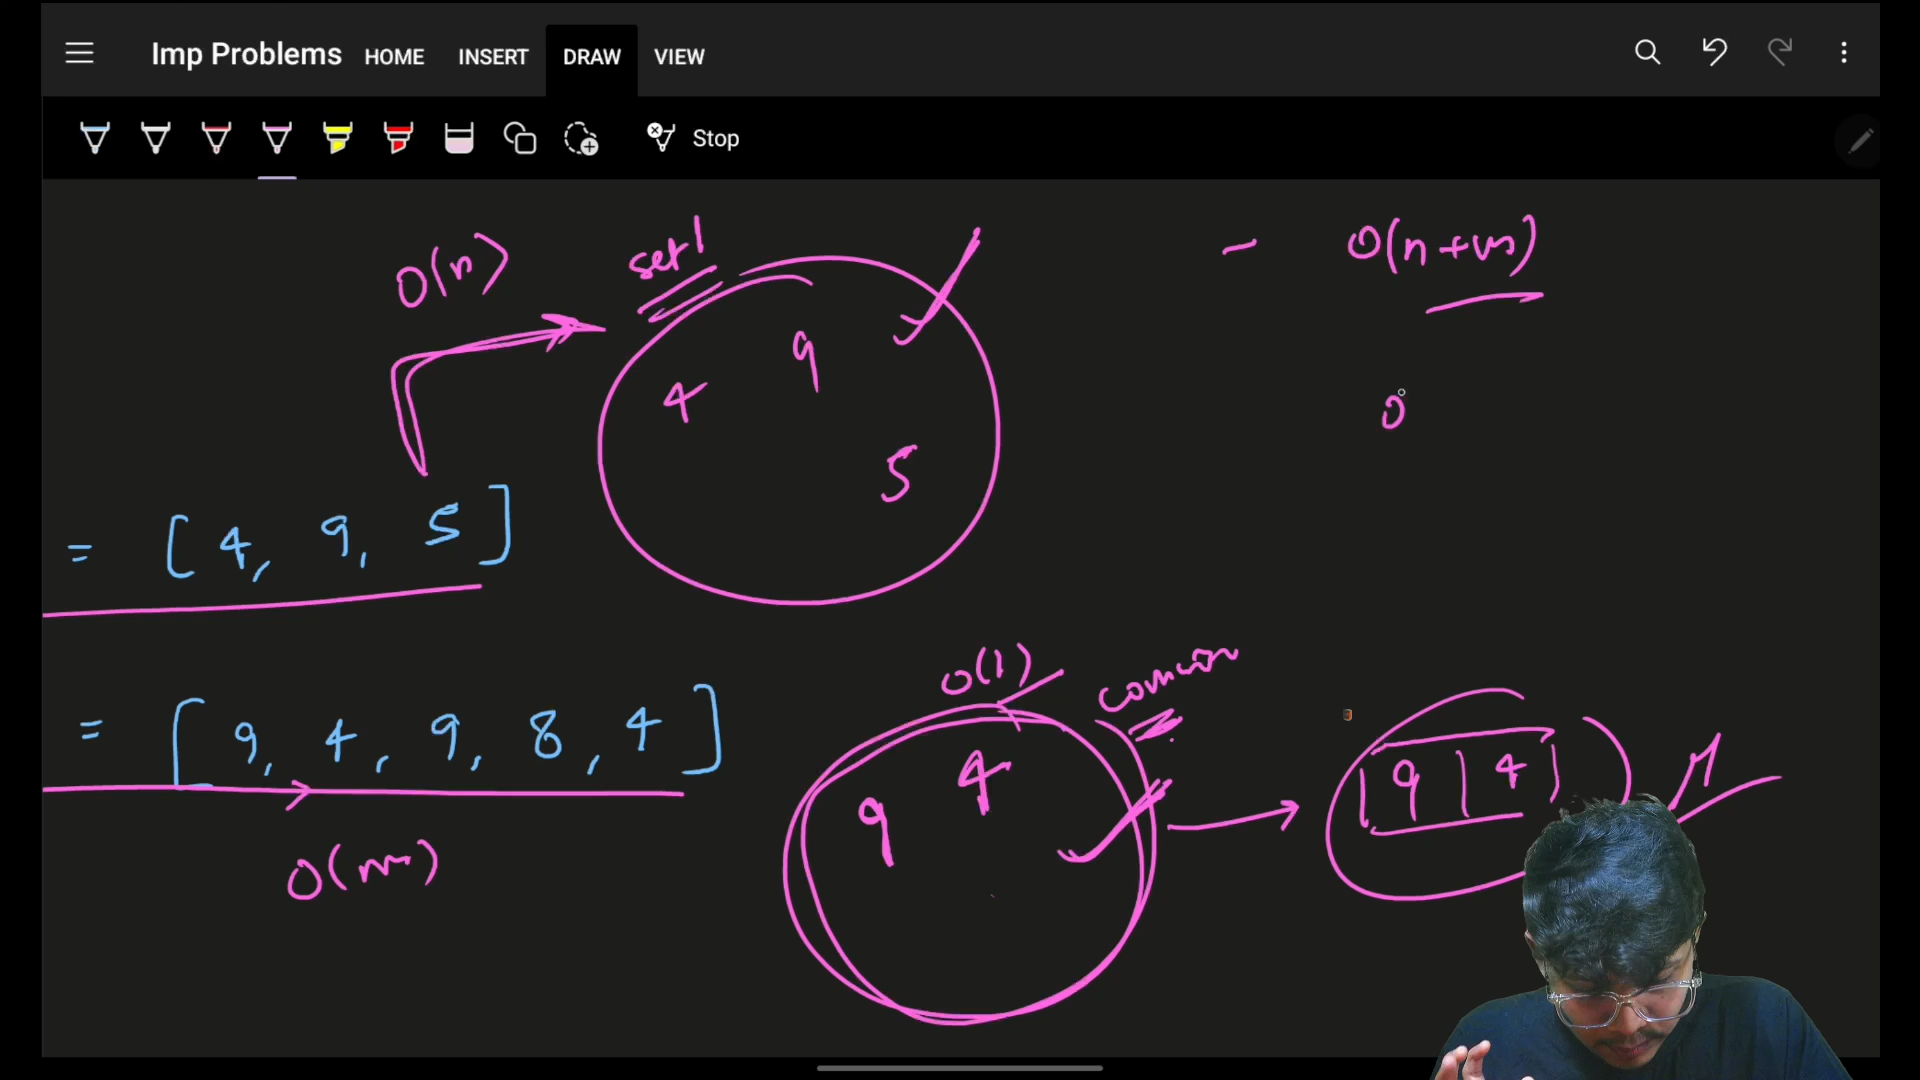 Imp Problems HOME INSERT DRAW VIEW
Stop
O(n) set1 - O(n+m)
4 9 5
O
= [4, 9, 5]
O(1) common
= [9, 4, 9, 8, 4]
9 4 → |9|4|
O(m)